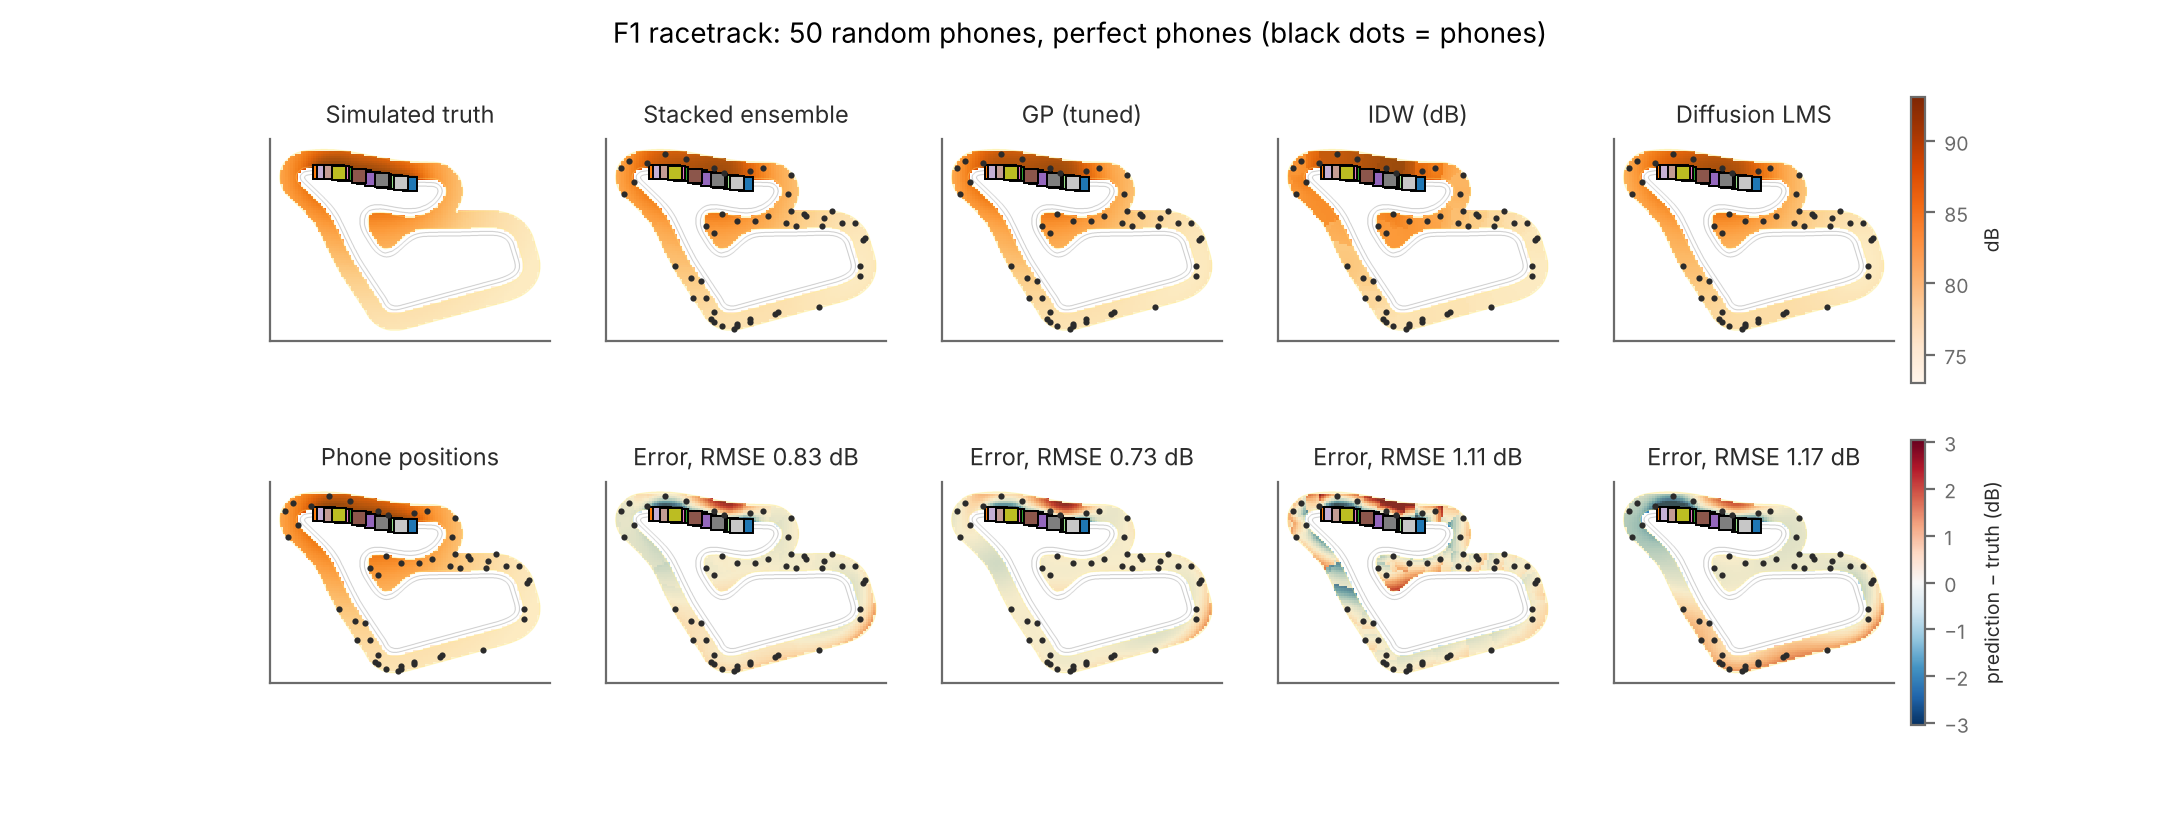 F1 racetrack: 50 random phones, perfect phones (black dots = phones)
Simulated truth
Stacked ensemble
GP (tuned)
IDW (dB)
Diffusion LMS
90
85
80
75
dB
Phone positions
Error, RMSE 0.83 dB
Error, RMSE 0.73 dB
Error, RMSE 1.11 dB
Error, RMSE 1.17 dB
3
2
1
0
−1
−2
−3
prediction − truth (dB)